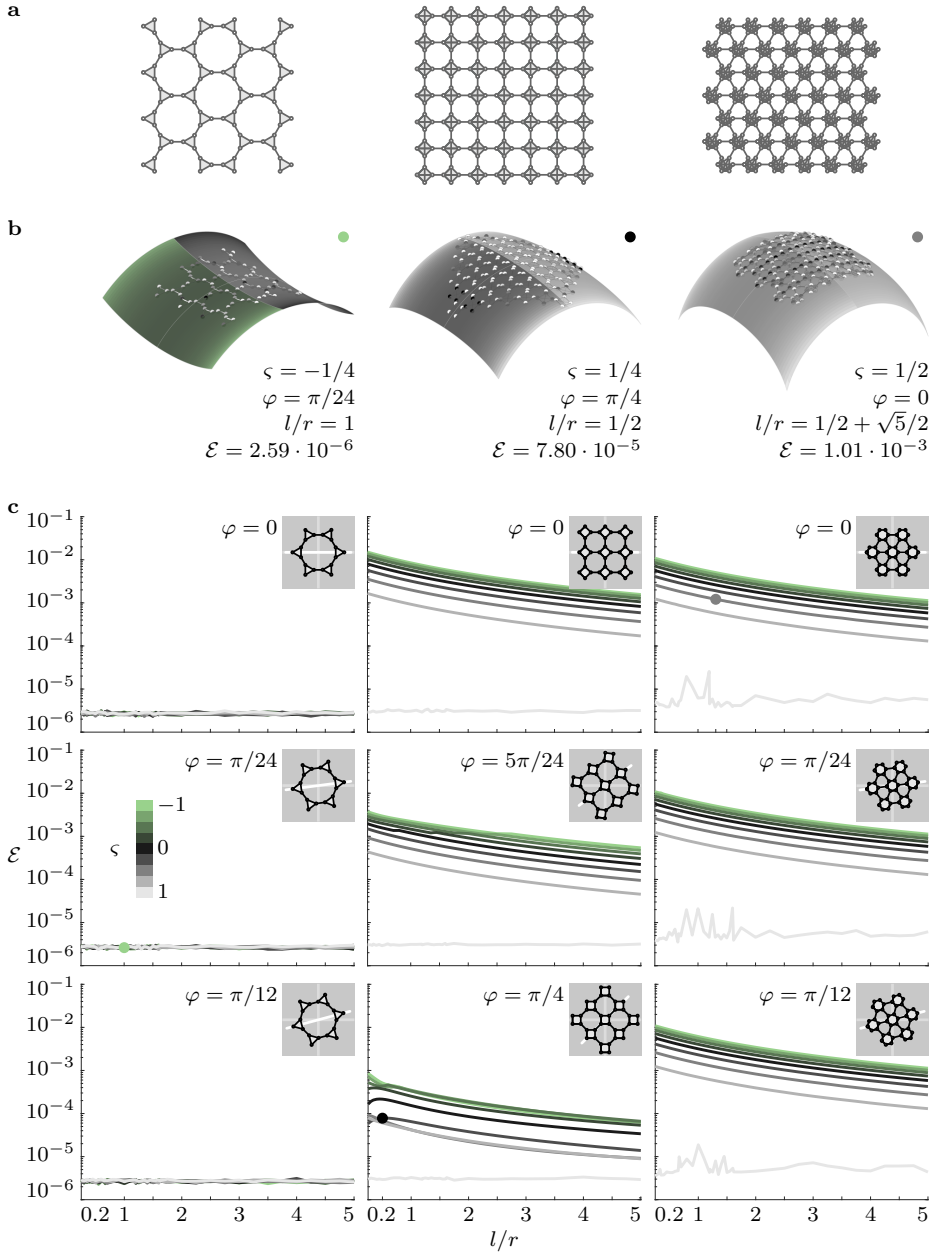 a
b
ς = −1/4
φ = π/24
l/r = 1
ℰ = 2.59 · 10⁻⁶
ς = 1/4
φ = π/4
l/r = 1/2
ℰ = 7.80 · 10⁻⁵
ς = 1/2
φ = 0
l/r = 1/2 + √5/2
ℰ = 1.01 · 10⁻³
c
10⁻¹
10⁻²
10⁻³
10⁻⁴
10⁻⁵
10⁻⁶
φ = 0
φ = 0
φ = 0
10⁻¹
10⁻²
10⁻³
10⁻⁴
10⁻⁵
10⁻⁶
ℰ
φ = π/24
−1
ς 0
1
φ = 5π/24
φ = π/24
10⁻¹
10⁻²
10⁻³
10⁻⁴
10⁻⁵
10⁻⁶
φ = π/12
φ = π/4
φ = π/12
0.2 1 2 3 4 5
0.2 1 2 3 4 5
0.2 1 2 3 4 5
l/r